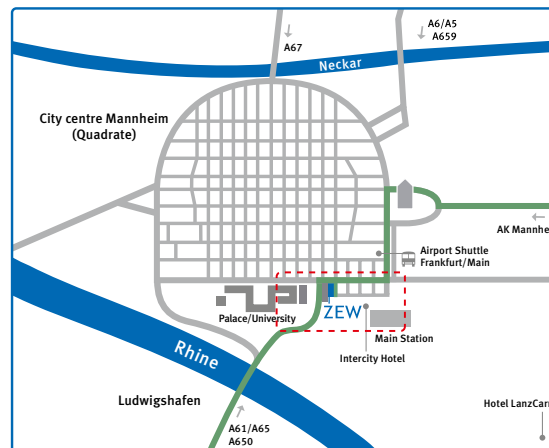 A6/A5
A659
A67
Neckar
City centre Mannheim
(Quadrate)
AK Mannhe
Airport Shuttle
Frankfurt/Main
Palace/University
ZEW
Main Station
Intercity Hotel
Rhine
Ludwigshafen
Hotel LanzCar
A61/A65
A650